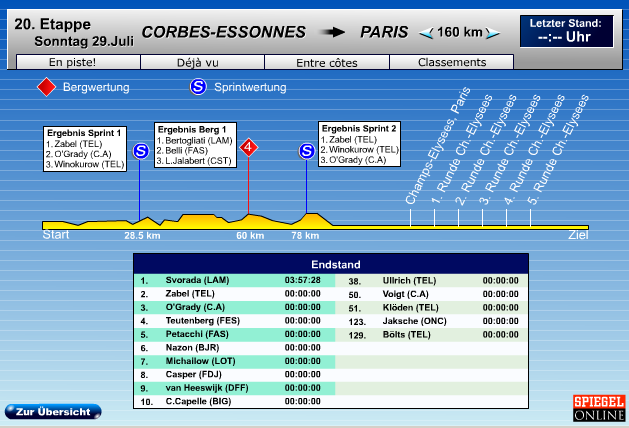 20. Etappe
Sonntag 29.Juli
CORBES-ESSONNES PARIS 160 km
Letzter Stand:
--:-- Uhr
En piste! Déjà vu Entre côtes Classements
Bergwertung S Sprintwertung
Ergebnis Sprint 1
1. Zabel (TEL)
2. O'Grady (C.A)
3. Winokurow (TEL)
S
Ergebnis Berg 1
1. Bertogliati (LAM)
2. Belli (FAS)
3. L.Jalabert (CST)
4
S
Ergebnis Sprint 2
1. Zabel (TEL)
2. Winokurow (TEL)
3. O'Grady (C.A)
Champs-Elysees, Paris
1. Runde Ch.-Elysees
2. Runde Ch.-Elysees
3. Runde Ch.-Elysees
4. Runde Ch.-Elysees
5. Runde Ch.-Elysees
Start 28.5 km 60 km 78 km Ziel
Endstand
1. Svorada (LAM) 03:57:28 38. Ullrich (TEL) 00:00:00
2. Zabel (TEL) 00:00:00 50. Voigt (C.A) 00:00:00
3. O'Grady (C.A) 00:00:00 51. Klöden (TEL) 00:00:00
4. Teutenberg (FES) 00:00:00 123. Jaksche (ONC) 00:00:00
5. Petacchi (FAS) 00:00:00 129. Bölts (TEL) 00:00:00
6. Nazon (BJR) 00:00:00
7. Michailow (LOT) 00:00:00
8. Casper (FDJ) 00:00:00
9. van Heeswijk (DFF) 00:00:00
10. C.Capelle (BIG) 00:00:00
Zur Übersicht
SPIEGEL
ONLINE